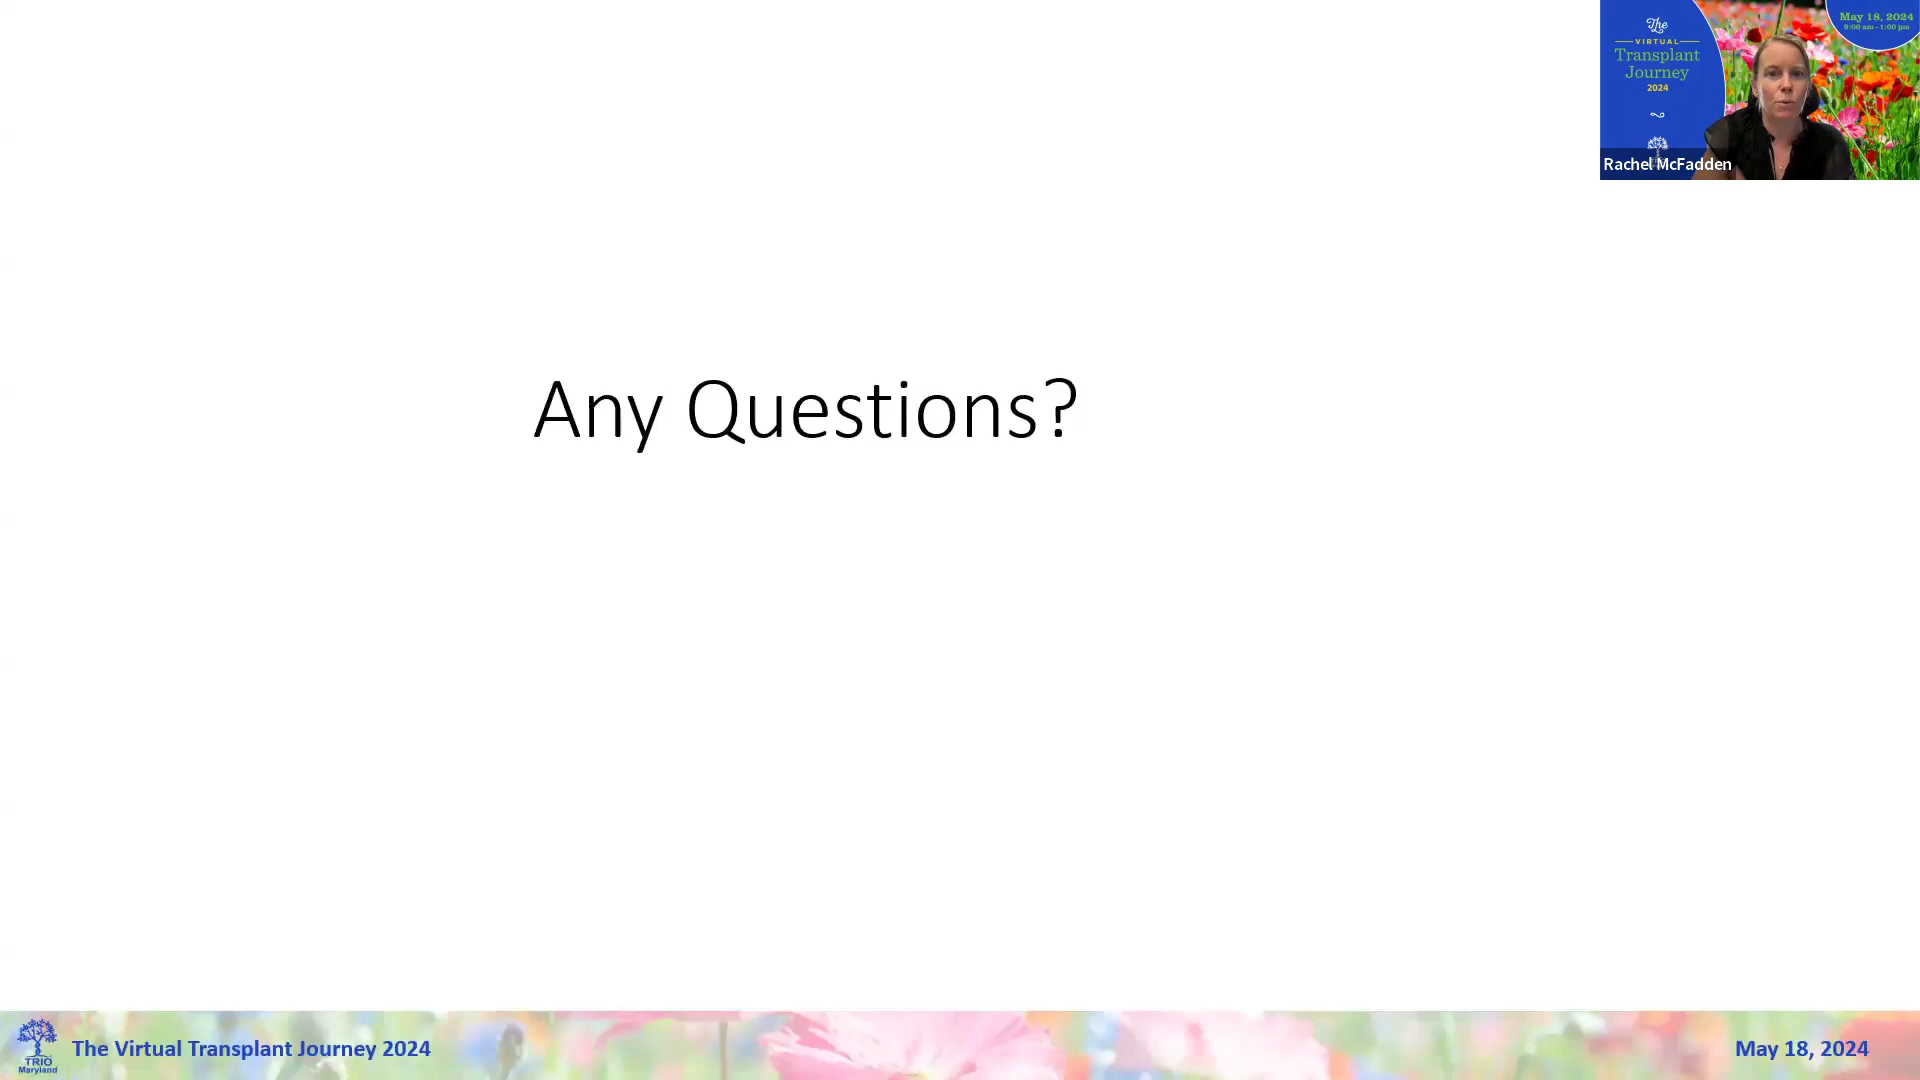 The
VIRTUAL
Transplant
Journey
2024
May 18, 2024
9:00 am - 1:00 pm
Rachel McFadden
Any Questions?
TRIO
Maryland
The Virtual Transplant Journey 2024
May 18, 2024